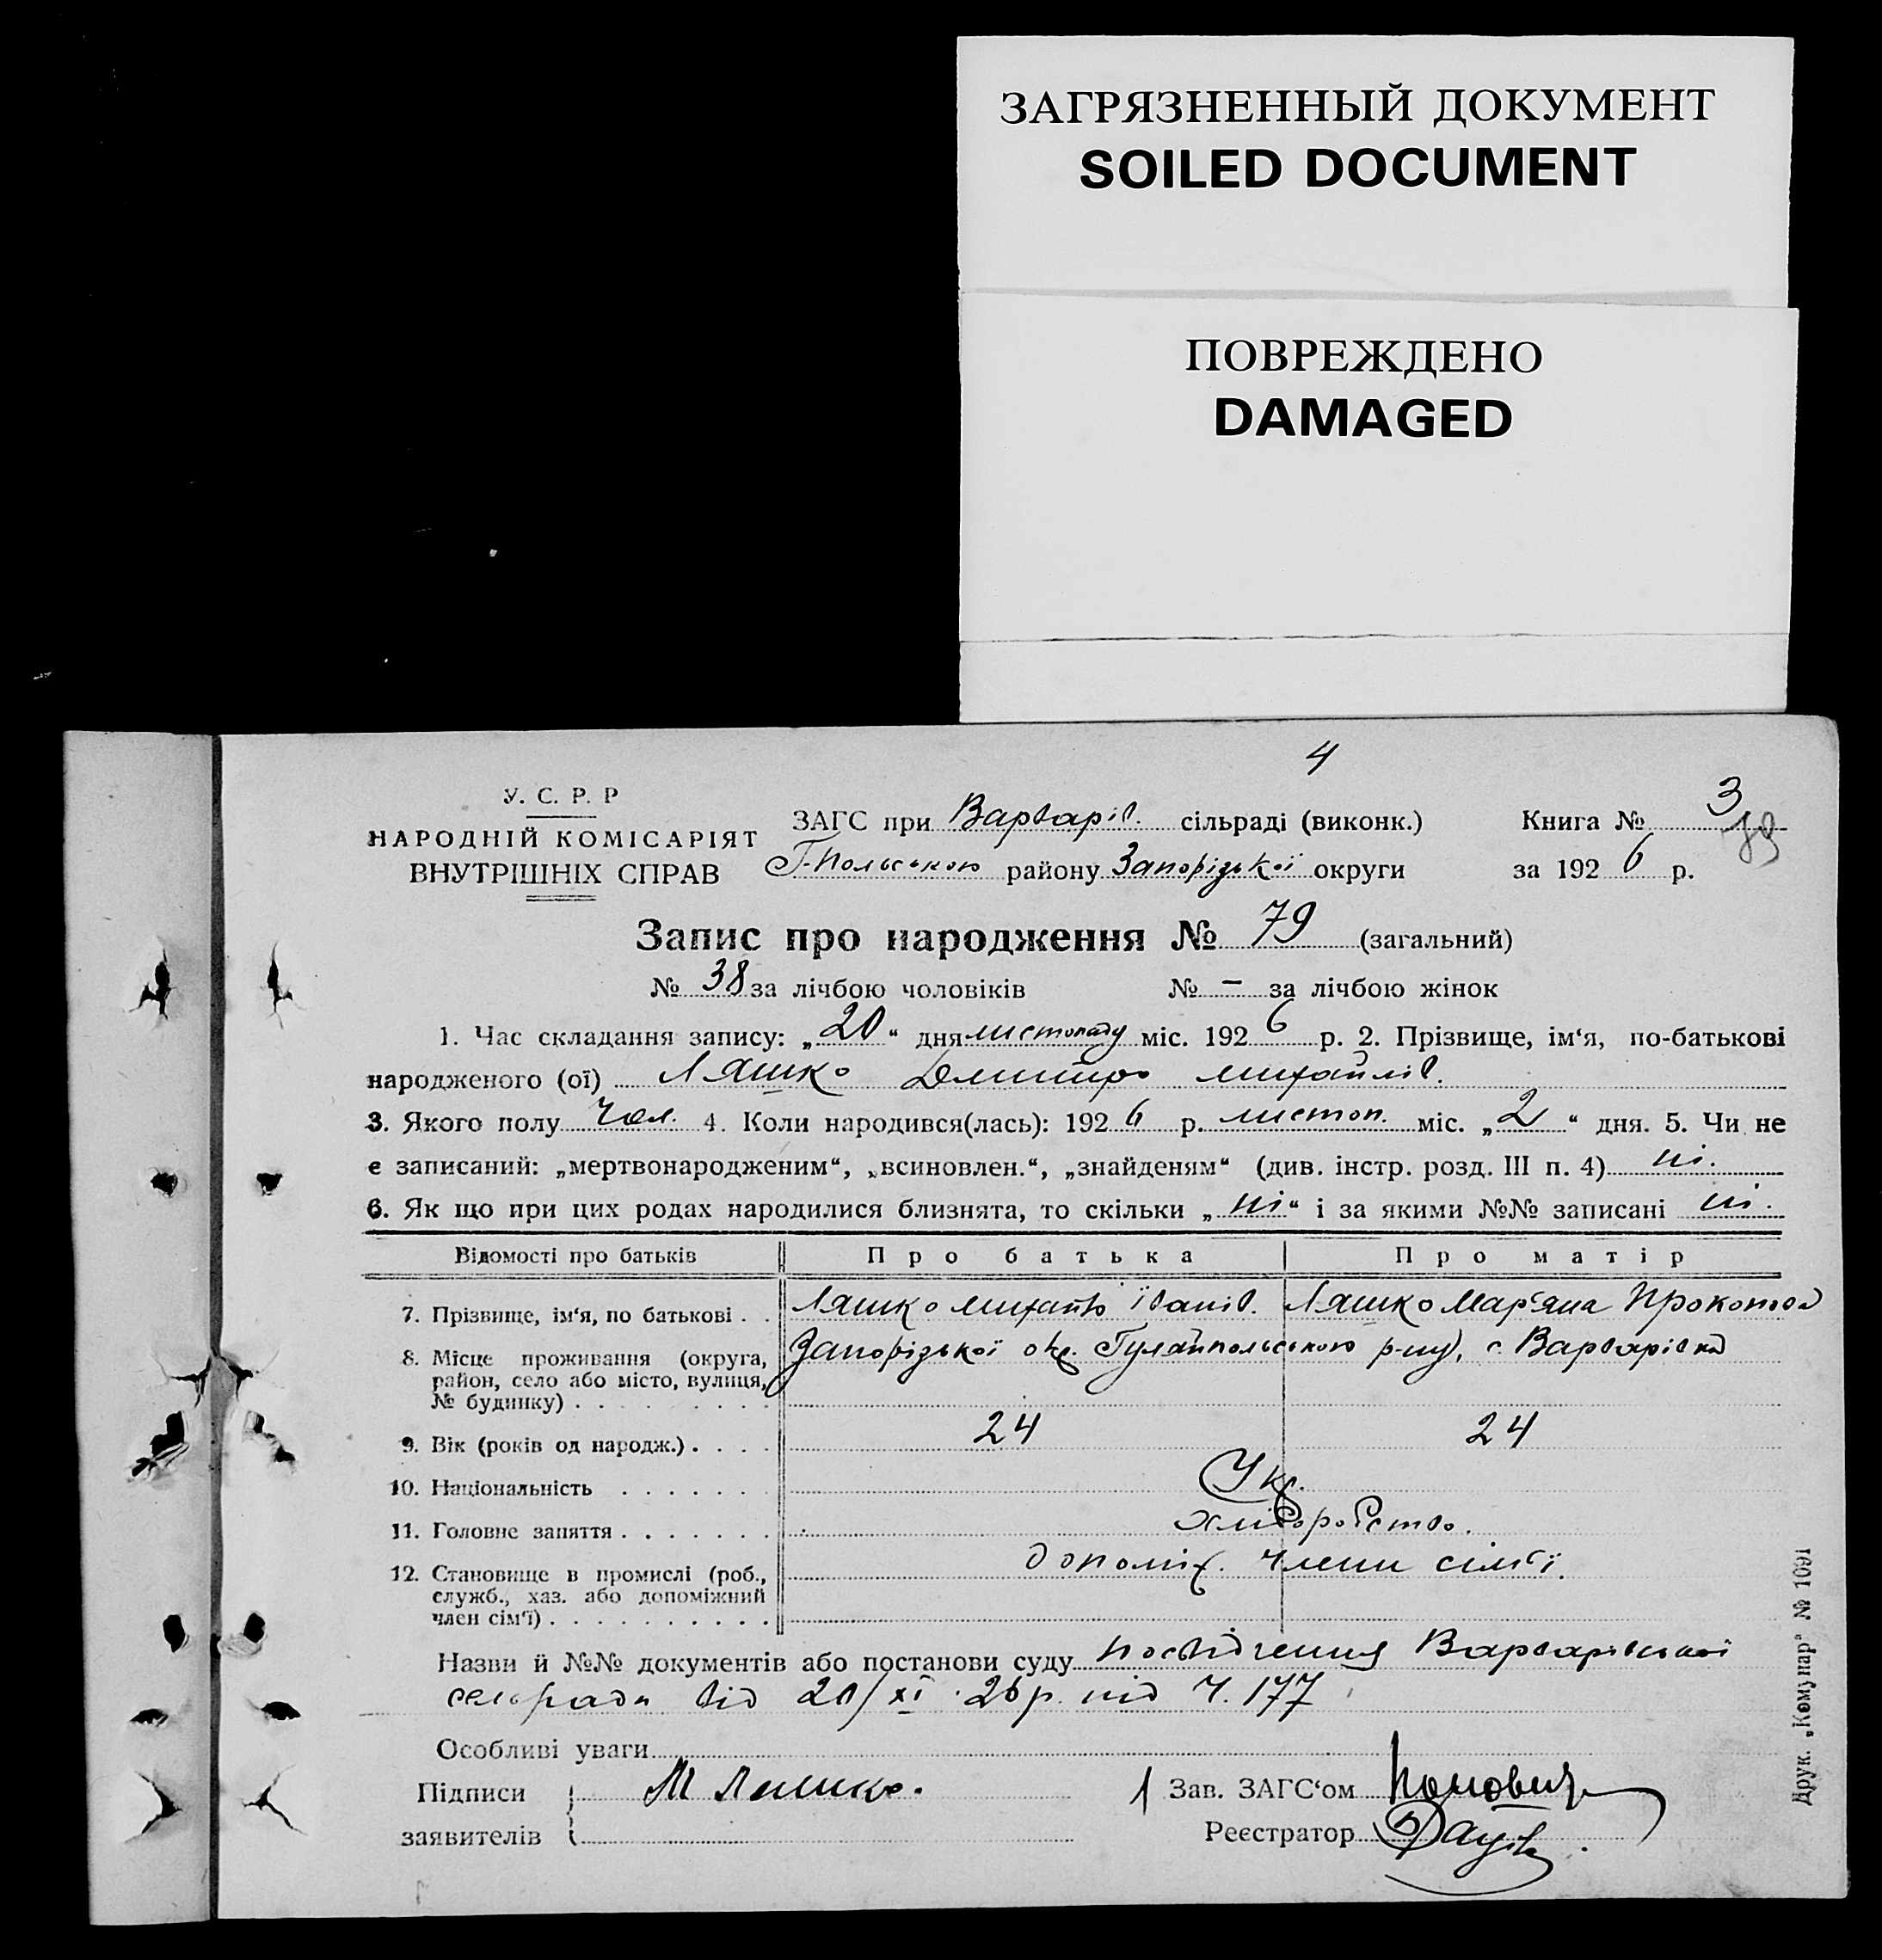 ЗАГРЯЗНЕННЫЙ ДОКУМЕНТ
SOILED DOCUMENT
ПОВРЕЖДЕНО
DAMAGED
4
У. С. Р. Р
НАРОДНІЙ КОМІСАРІЯТ
ВНУТРІШНІХ СПРАВ
ЗАГС при Варварів. сільраді (виконк.) Книга № 3
Г-Польського району Запорізької округи за 1926 р.
Запис про народження № 79 (загальний)
№ 38 за лічбою чоловіків № — за лічбою жінок
1. Час складання запису: „20“ дня листопаду міс. 1926 р. 2. Прізвище, ім‘я, по-батькові
народженого (ої) Ляшко Дмитро Михайлів.
3. Якого полу Чол. 4. Коли народився(лась): 1926 р. листоп. міс. „2“ дня. 5. Чи не
є записаний: „мертвонародженим“, „всиновлен.“, „знайденям“ (див. інстр. розд. III п. 4) ні.
6. Як що при цих родах народилися близнята, то скільки „ні“ і за якими №№ записані ні.
Відомості про батьків Про батька Про матір
7. Прізвище, ім‘я, по батькові . . Ляшко Михайло Іванів. Ляшко Мар‘яна
8. Місце проживання (округа, Запорізької окр. Гуляйпольського р-ну, с. Варварівка
район, село або місто, вулиця,
№ будинку) . . . . . . . . .
9. Вік (років од народж.) . . . . 24 24
10. Національність . . . . . . . Укр.
11. Головне заняття . . . . . . . хліборобство.
12. Становище в промислі (роб., допоміж. члени сім‘ї.
служб., хаз. або допоміжний
член сім‘ї) . . . . . . . . . .
Назви й №№ документів або постанови суду посвідчення Варварівської
сельради від 20/XI 26 р. під Ч. 177
Особливі уваги
Підписи М Ляшко. Зав. ЗАГС‘ом
заявителів Реєстратор
Друк. „Комунар“ № 1091